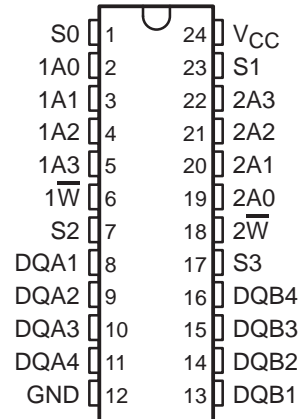 S0 1 24 VCC
1A0 2 23 S1
1A1 3 22 2A3
1A2 4 21 2A2
1A3 5 20 2A1
1W̅ 6 19 2A0
S2 7 18 2W̅
DQA1 8 17 S3
DQA2 9 16 DQB4
DQA3 10 15 DQB3
DQA4 11 14 DQB2
GND 12 13 DQB1